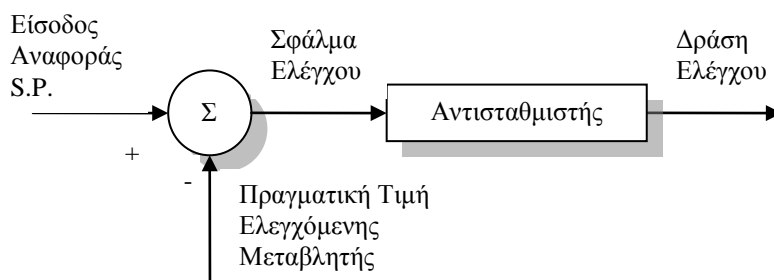 Είσοδος
Αναφοράς
S.P.
Σφάλμα
Ελέγχου
Δράση
Ελέγχου
Σ
Αντισταθμιστής
+
-
Πραγματική Τιμή
Ελεγχόμενης
Μεταβλητής